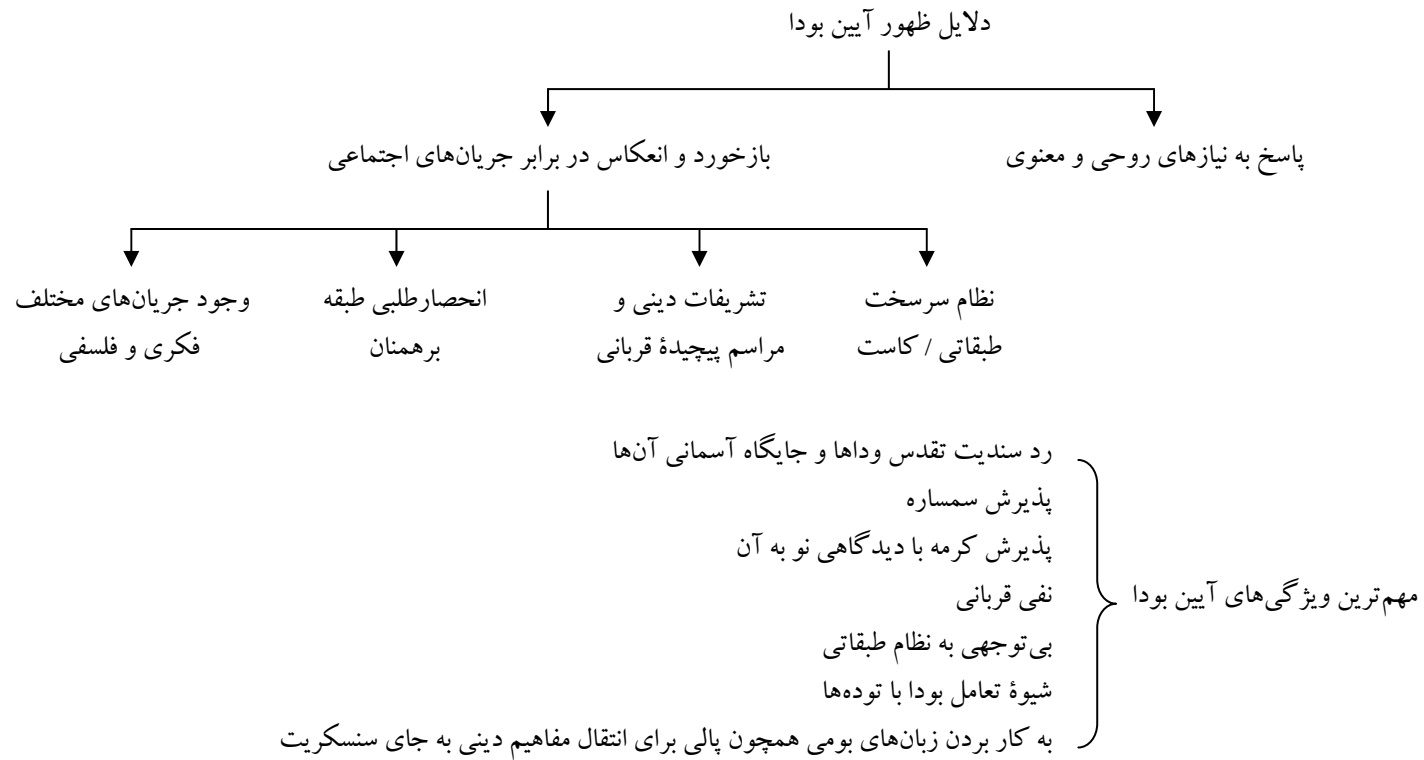 دلایل ظهور آیین بودا
پاسخ به نیازهای روحی و معنوی
بازخورد و انعکاس در برابر جریان‌های اجتماعی
نظام سرسخت
طبقاتی / کاست
تشریفات دینی و
مراسم پیچیدۀ قربانی
انحصارطلبی طبقه
برهمنان
وجود جریان‌های مختلف
فکری و فلسفی
مهم‌ترین ویژگی‌های آیین بودا
رد سندیت تقدس وداها و جایگاه آسمانی آن‌ها
پذیرش سمساره
پذیرش کرمه با دیدگاهی نو به آن
نفی قربانی
بی‌توجهی به نظام طبقاتی
شیوۀ تعامل بودا با توده‌ها
به کار بردن زبان‌های بومی همچون پالی برای انتقال مفاهیم دینی به جای سنسکریت